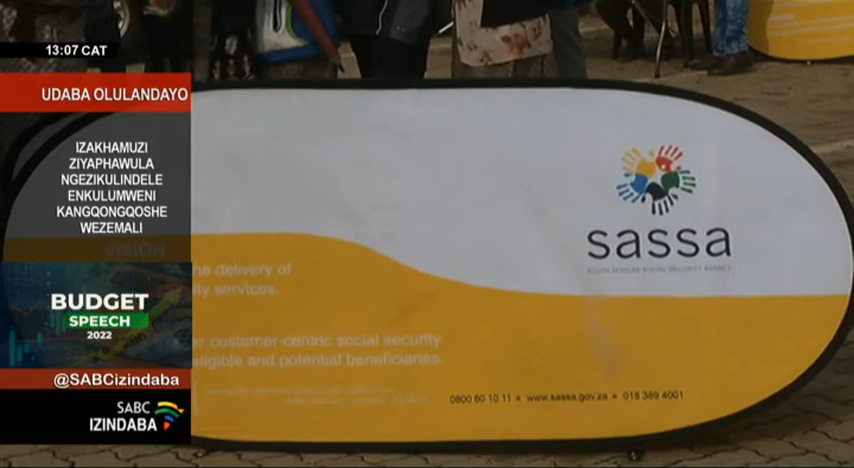 13:07 CAT
UDABA OLULANDAYO
IZAKHAMUZI
ZIYAPHAWULA
NGEZIKULINDELE
ENKULUMWENI
KANGQONGQOSHE
WEZEMALI
BUDGET
SPEECH
2022
@SABCizindaba
SABC
IZINDABA
sassa
SOUTH AFRICAN SOCIAL SECURITY AGENCY
VISION
he delivery of
ty services.
er customer-centric social security
eligible and potential beneficiaries.
0800 60 10 11 • www.sassa.gov.za • 018 389 4001